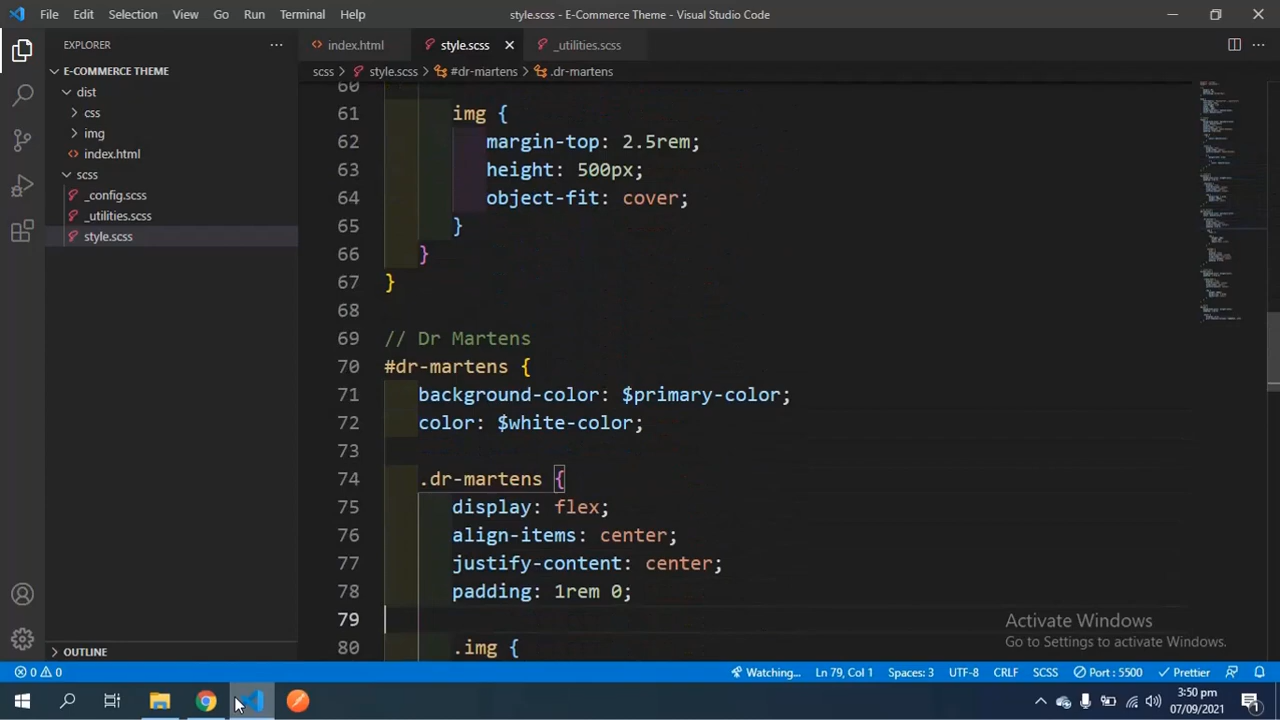 File Edit Selection View Go Run Terminal Help style.scss - E-Commerce Theme - Visual Studio Code
EXPLORER
index.html style.scss _utilities.scss
E-COMMERCE THEME
scss style.scss #dr-martens .dr-martens
dist
css
img
index.html
scss
_config.scss
_utilities.scss
style.scss
60
61 img {
62 margin-top: 2.5rem;
63 height: 500px;
64 object-fit: cover;
65 }
66 }
67 }
68
69 // Dr Martens
70 #dr-martens {
71 background-color: $primary-color;
72 color: $white-color;
73
74 .dr-martens {
75 display: flex;
76 align-items: center;
77 justify-content: center;
78 padding: 1rem 0;
79
80 .img {
Activate Windows
Go to Settings to activate Windows.
OUTLINE
0 0 Watching... Ln 79, Col 1 Spaces: 3 UTF-8 CRLF SCSS Port : 5500 Prettier
3:50 pm
07/09/2021
1